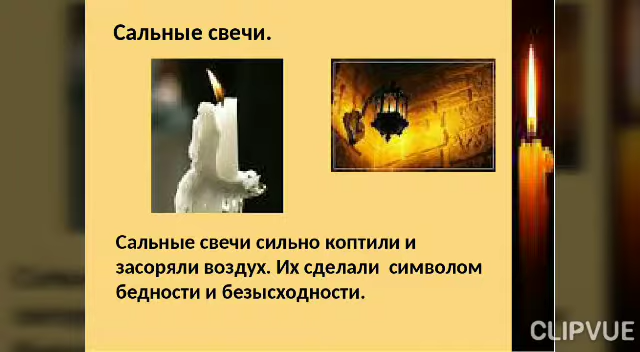 Сальные свечи.
Сальные свечи сильно коптили и
засоряли воздух. Их сделали символом
бедности и безысходности.
CLIPVUE